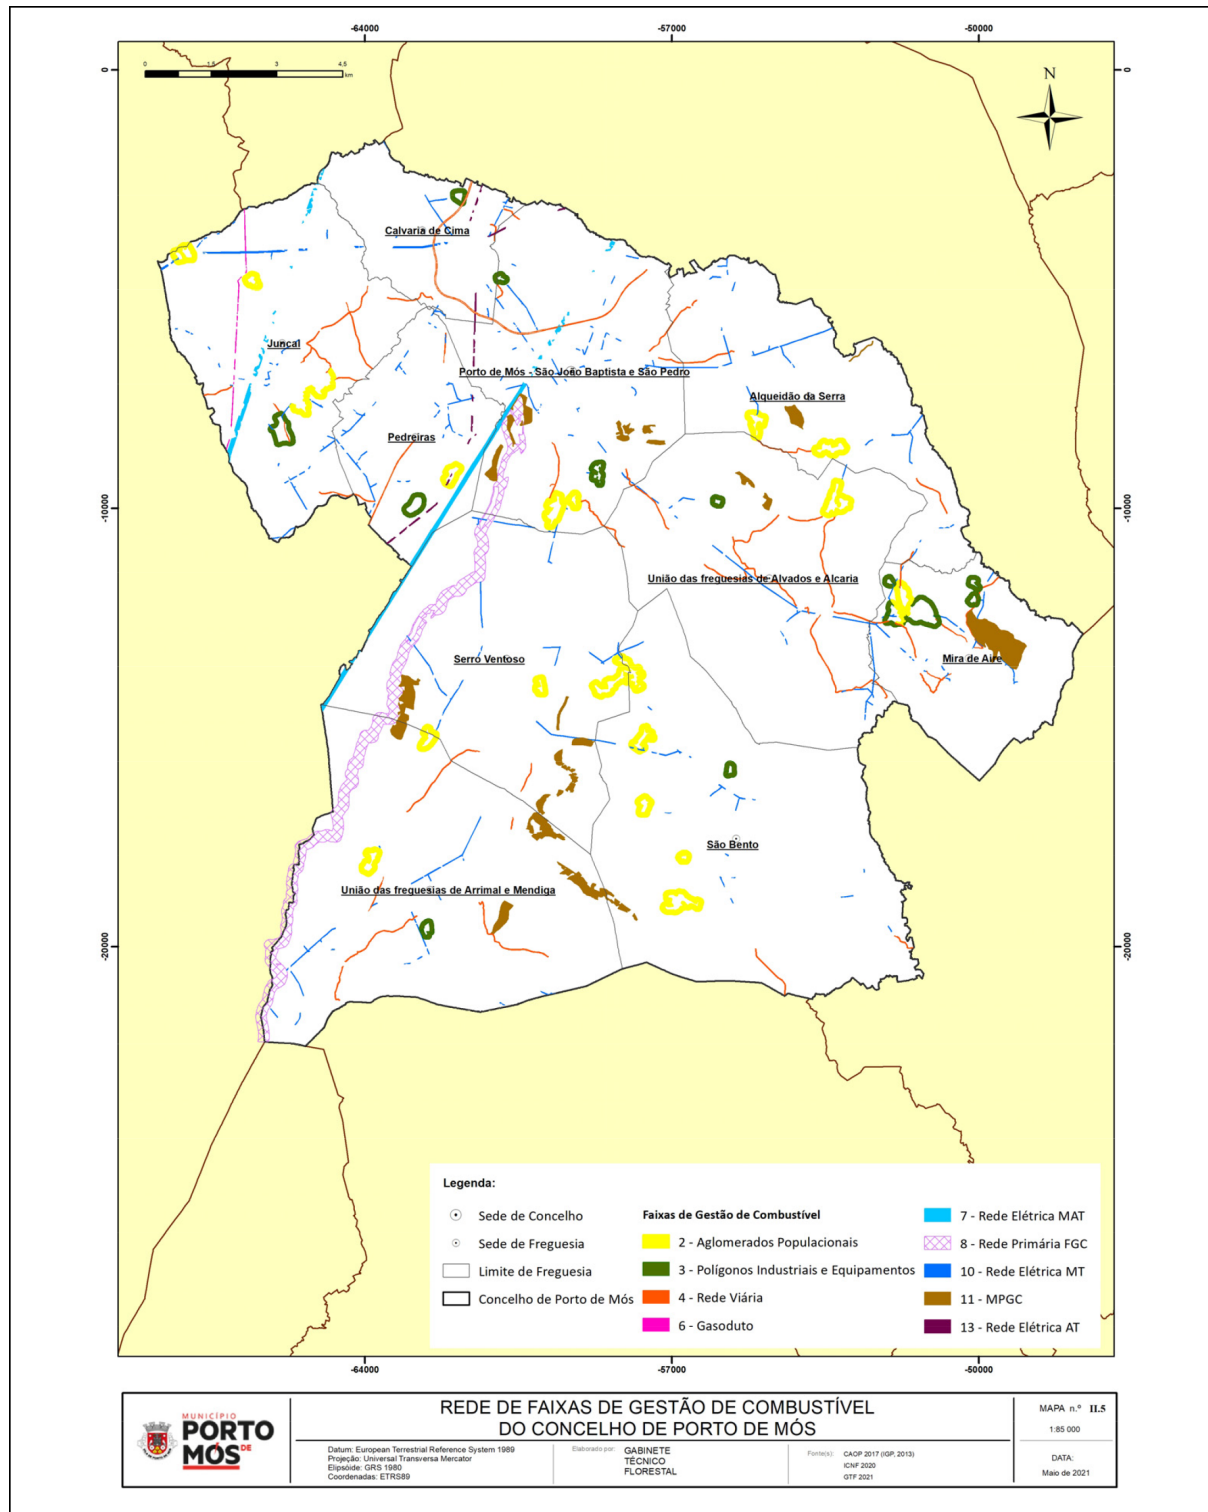 -64000
-57000
-50000
0
1,5
3
4,5
km
0
0
N
Calvaria de Cima
Juncal
Porto de Mós - São João Baptista e São Pedro
Alqueidão da Serra
Pedreiras
-10000
-10000
União das freguesias de Alvados e Alcaria
Serro Ventoso
Mira de Aire
São Bento
União das freguesias de Arrimal e Mendiga
-20000
-20000
Legenda:
Sede de Concelho
Sede de Freguesia
Limite de Freguesia
Concelho de Porto de Mós
Faixas de Gestão de Combustível
2 - Aglomerados Populacionais
3 - Polígonos Industriais e Equipamentos
4 - Rede Viária
6 - Gasoduto
7 - Rede Elétrica MAT
8 - Rede Primária FGC
10 - Rede Elétrica MT
11 - MPGC
13 - Rede Elétrica AT
-64000
-57000
-50000
MUNICÍPIO
PORTO
DE
MÓS
REDE DE FAIXAS DE GESTÃO DE COMBUSTÍVEL
DO CONCELHO DE PORTO DE MÓS
Datum: European Terrestrial Reference System 1989
Projeção: Universal Transversa Mercator
Elipsóide: GRS 1980
Coordenadas: ETRS89
Elaborado por:
GABINETE
TÉCNICO
FLORESTAL
Fonte(s):
CAOP 2017 (IGP, 2013)
ICNF 2020
GTF 2021
MAPA n.º II.5
1:85 000
DATA:
Maio de 2021